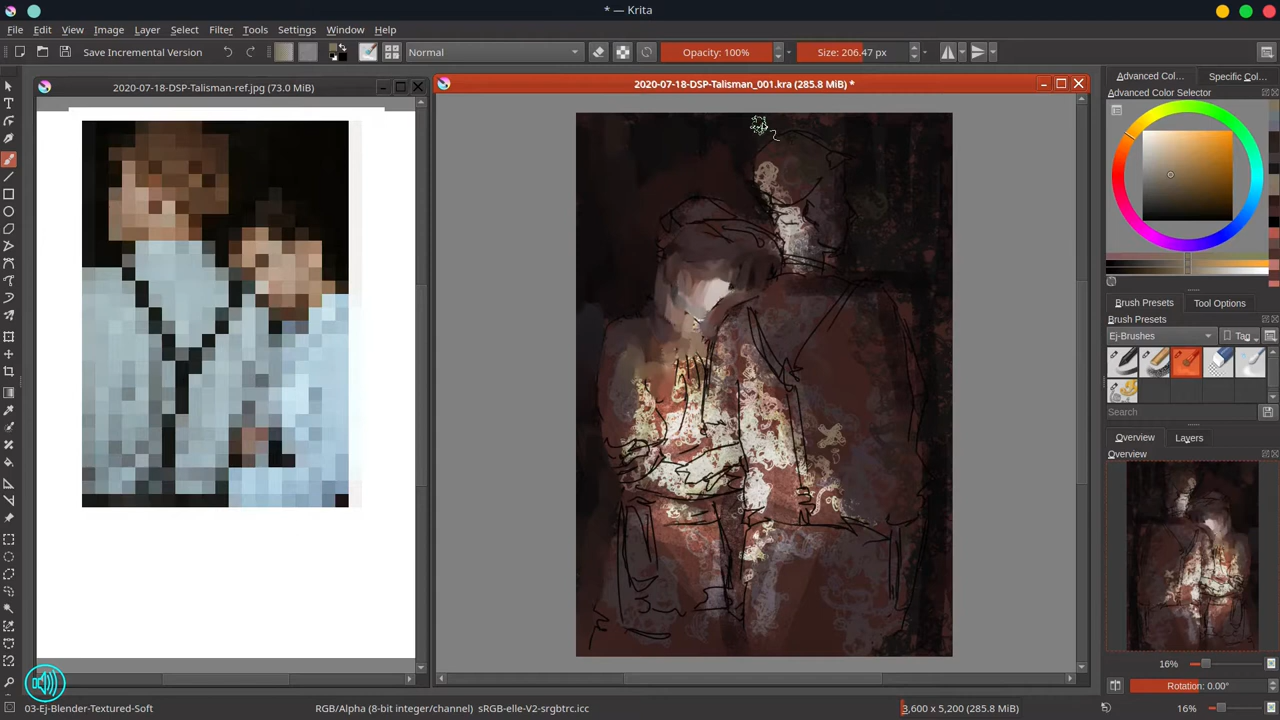 * — Krita
File Edit View Image Layer Select Filter Tools Settings Window Help
Save Incremental Version Normal Opacity: 100% Size: 206.47 px
2020-07-18-DSP-Talisman-ref.jpg (73.0 MiB)
2020-07-18-DSP-Talisman_001.kra (285.8 MiB) *
Advanced Col... Specific Co...
Advanced Color Selector
Brush Presets Tool Options
Brush Presets
Ej-Brushes Tag
Search
Overview Layers
Overview
16%
Rotation: 0.00°
03-Ej-Blender-Textured-Soft RGB/Alpha (8-bit integer/channel) sRGB-elle-V2-srgbtrc.icc 3,600 x 5,200 (285.8 MiB) 16%